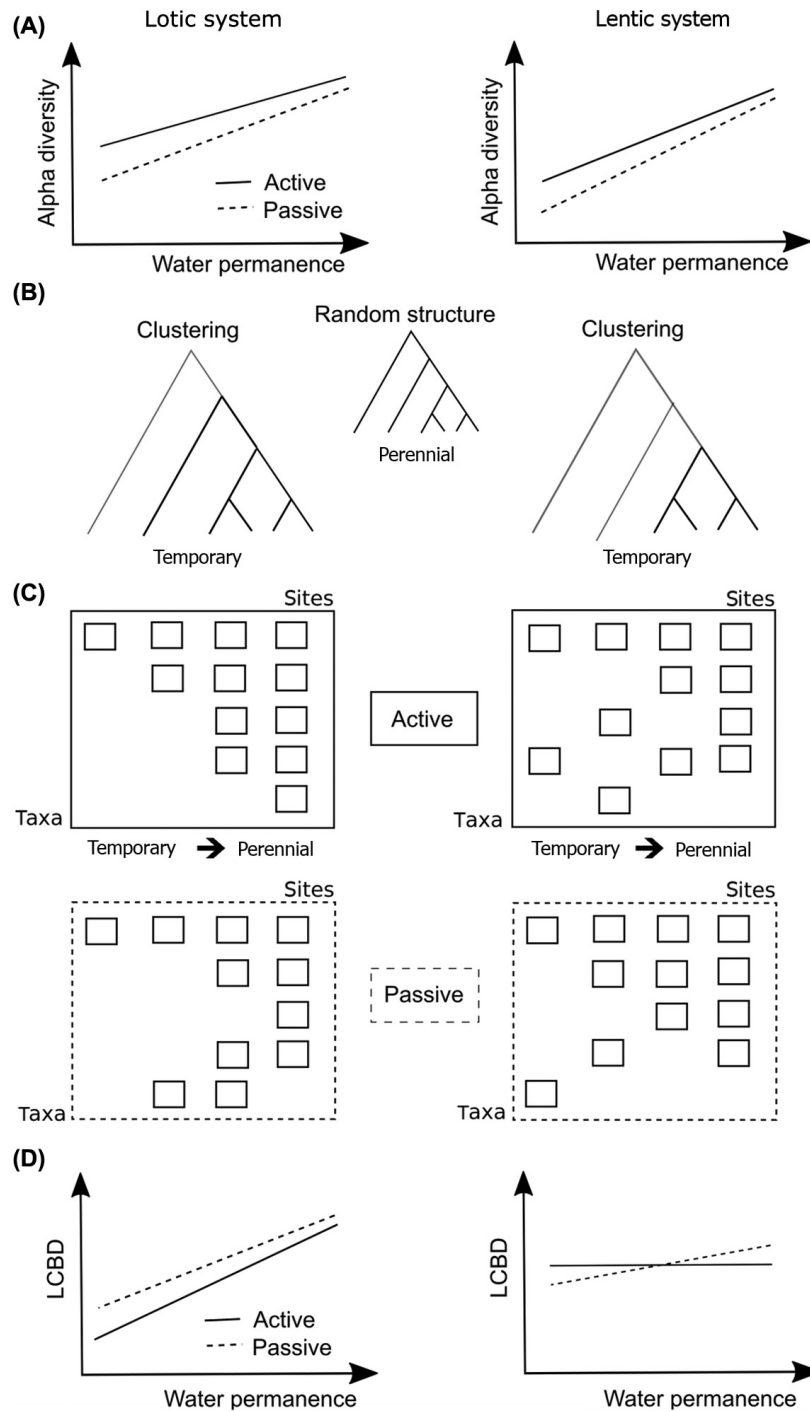 (A)
Lotic system
Lentic system
Alpha diversity
Active
Passive
Water permanence
Alpha diversity
Water permanence
(B)
Clustering
Random structure
Clustering
Perennial
Temporary
Temporary
(C)
Sites
Sites
Active
Taxa
Taxa
Temporary
Perennial
Temporary
Perennial
Sites
Sites
Passive
Taxa
Taxa
(D)
LCBD
Active
Passive
Water permanence
LCBD
Water permanence